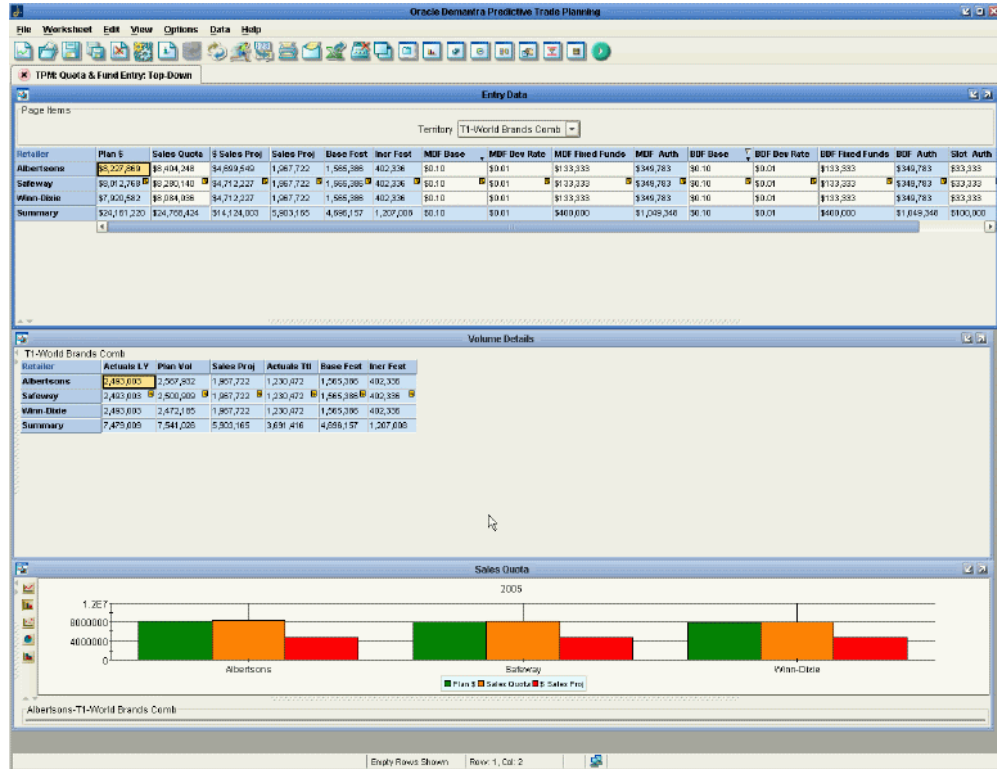 Oracle Demantra Predictive Trade Planning
File Worksheet Edit View Options Data Help
TPM: Quota & Fund Entry: Top-Down
Entry Data
Page Items
Territory T1-World Brands Comb
Retailer Plan $ Sales Quota $ Sales Proj Sales Proj Base Fcst Incr Fcst MDF Base MDF Dev Rate MDF Fixed Funds MDF Auth BDF Base BDF Dev Rate BDF Fixed Funds BDF Auth Slot Auth
Albertsons $8,227,869 $8,404,248 $4,699,549 1,967,722 1,565,386 402,336 $0.10 $0.01 $133,333 $349,783 $0.10 $0.01 $133,333 $349,783 $33,333
Safeway $8,012,768 $8,280,140 $4,712,227 1,967,722 1,565,386 402,336 $0.10 $0.01 $133,333 $349,783 $0.10 $0.01 $133,333 $349,783 $33,333
Winn-Dixie $7,920,582 $8,084,036 $4,712,227 1,967,722 1,565,386 402,336 $0.10 $0.01 $133,333 $349,783 $0.10 $0.01 $133,333 $349,783 $33,333
Summary $24,161,220 $24,768,424 $14,124,003 5,903,165 4,696,157 1,207,008 $0.10 $0.01 $400,000 $1,049,348 $0.10 $0.01 $400,000 $1,049,348 $100,000
Volume Details
T1-World Brands Comb
Retailer Actuals LY Plan Vol Sales Proj Actuals Ttl Base Fcst Incr Fcst
Albertsons 2,493,003 2,567,932 1,967,722 1,230,472 1,565,386 402,336
Safeway 2,493,003 2,500,909 1,967,722 1,230,472 1,565,386 402,336
Winn-Dixie 2,493,003 2,472,185 1,967,722 1,230,472 1,565,386 402,336
Summary 7,479,009 7,541,026 5,903,165 3,691,416 4,696,157 1,207,008
Sales Quota
2005
1.2E7
8000000
4000000
0
Albertsons Safeway Winn-Dixie
Plan $ Sales Quota $ Sales Proj
Albertsons-T1-World Brands Comb
Empty Rows Shown Row: 1, Col: 2